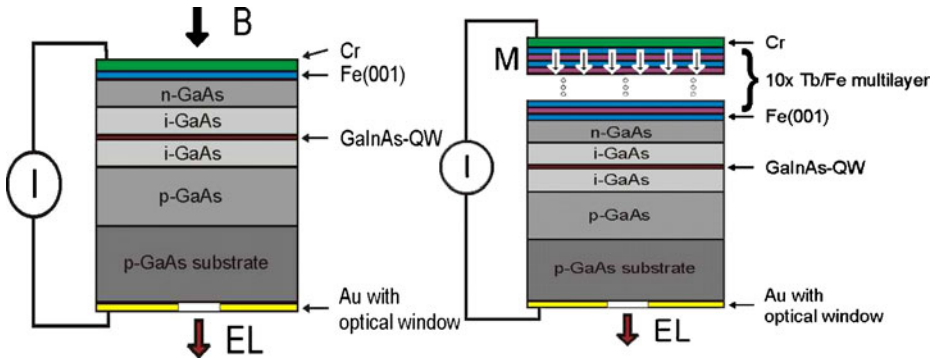 B
Cr
Fe(001)
n-GaAs
i-GaAs
GaInAs-QW
i-GaAs
I
p-GaAs
p-GaAs substrate
Au with
optical window
EL
M
Cr
10x Tb/Fe multilayer
Fe(001)
n-GaAs
i-GaAs
GaInAs-QW
i-GaAs
I
p-GaAs
p-GaAs substrate
Au with
optical window
EL